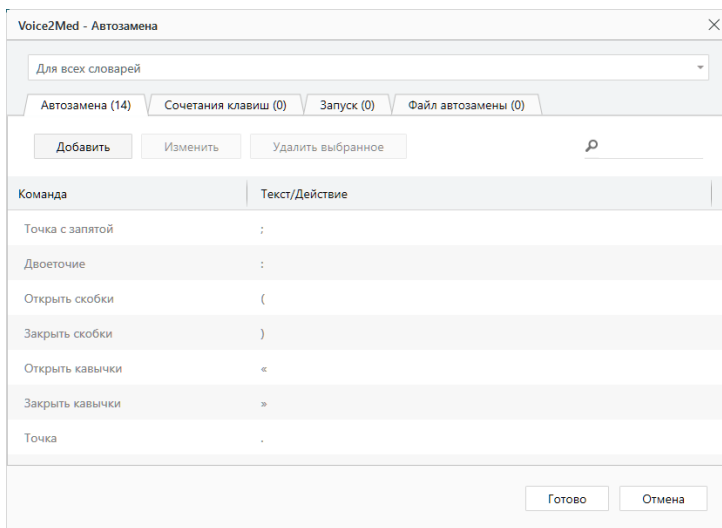 Voice2Med - Автозамена
Для всех словарей
Автозамена (14) Сочетания клавиш (0) Запуск (0) Файл автозамены (0)
Добавить Изменить Удалить выбранное
Команда Текст/Действие
Точка с запятой ;
Двоеточие :
Открыть скобки (
Закрыть скобки )
Открыть кавычки «
Закрыть кавычки »
Точка .
Готово Отмена